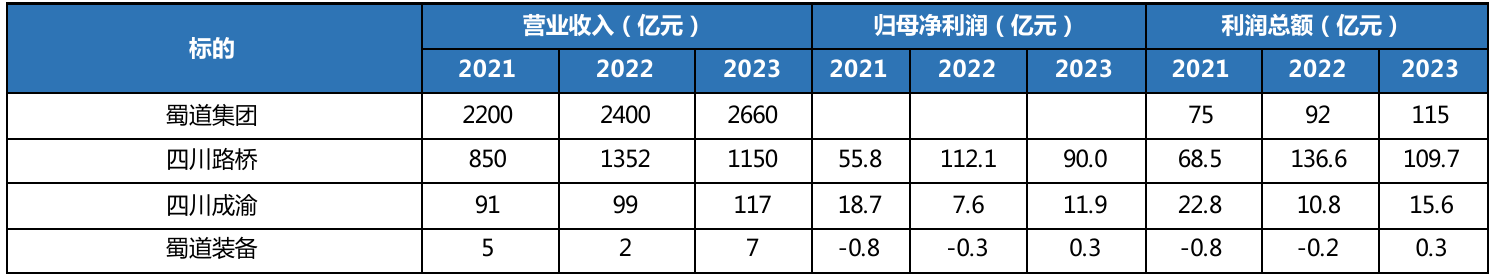 标的 营业收入（亿元） 归母净利润（亿元） 利润总额（亿元）
2021 2022 2023 2021 2022 2023 2021 2022 2023
蜀道集团 2200 2400 2660 75 92 115
四川路桥 850 1352 1150 55.8 112.1 90.0 68.5 136.6 109.7
四川成渝 91 99 117 18.7 7.6 11.9 22.8 10.8 15.6
蜀道装备 5 2 7 -0.8 -0.3 0.3 -0.8 -0.2 0.3